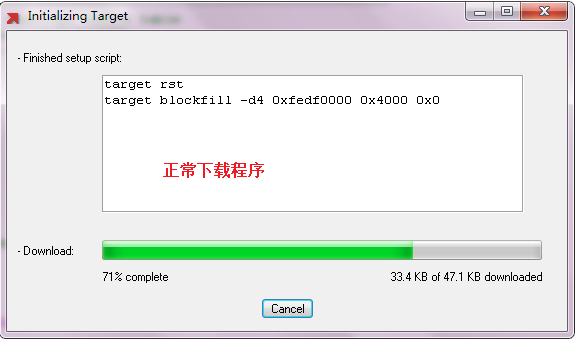 Initializing Target
- Finished setup script:
target rst
target blockfill -d4 0xfedf0000 0x4000 0x0
正常下载程序
- Download:
71% complete
33.4 KB of 47.1 KB downloaded
Cancel